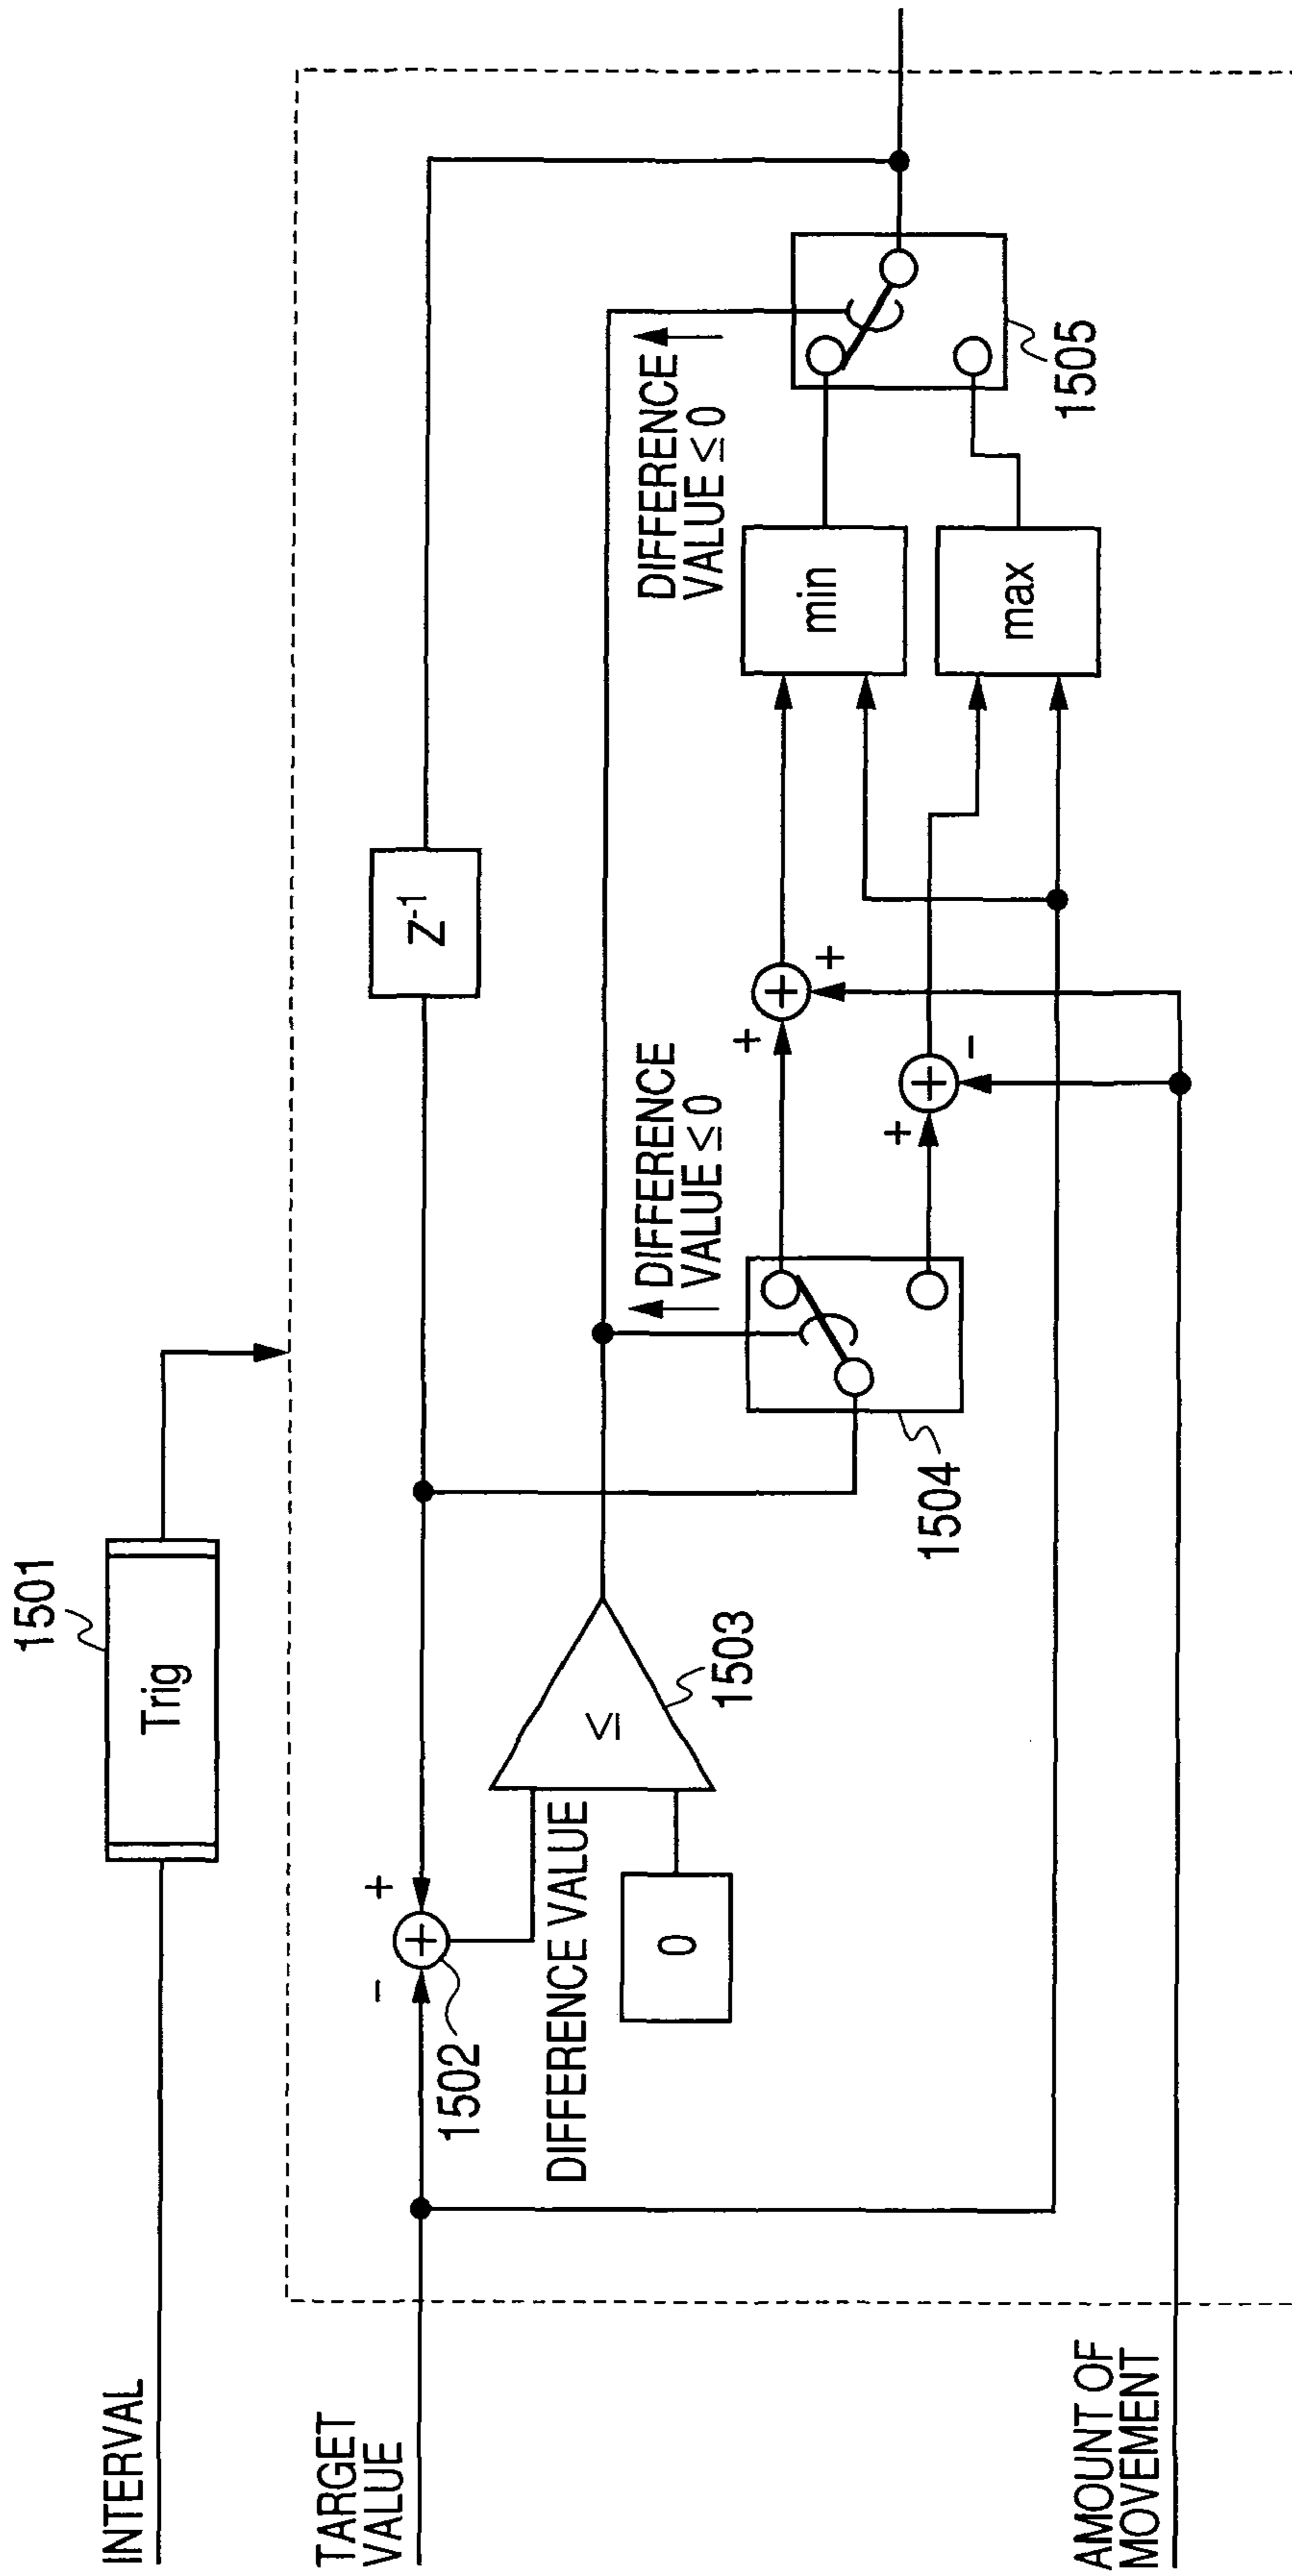 INTERVAL
Trig
1501
TARGET
VALUE
-
+
1502
DIFFERENCE VALUE
0
≤
1503
Z-1
DIFFERENCE
VALUE ≤ 0
1504
+
+
+
-
min
max
DIFFERENCE
VALUE ≤ 0
1505
AMOUNT OF
MOVEMENT
+
+
+